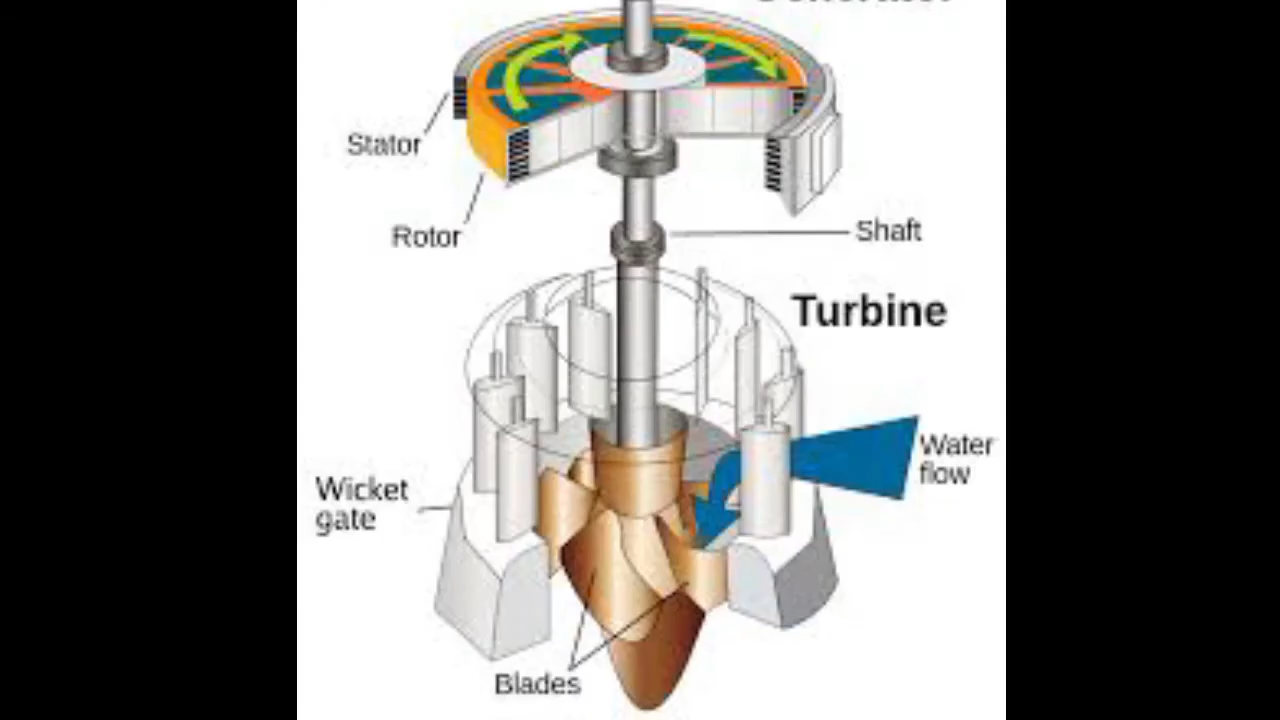 Stator
Rotor
Shaft
Turbine
Water
flow
Wicket
gate
Blades